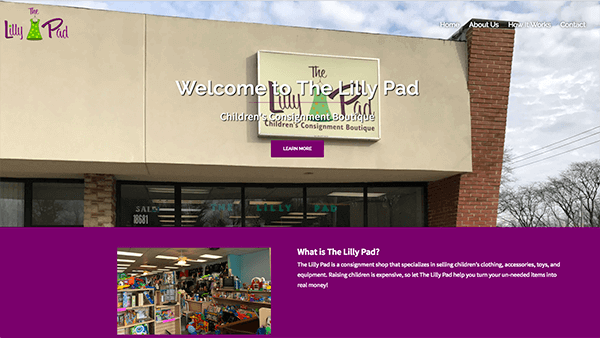 The
Lilly Pad
Home About Us How It Works Contact
The
Lilly Pad
Children's Consignment Boutique
Welcome to The Lilly Pad
Children's Consignment Boutique
LEARN MORE
THE LILLY PAD
18681
What is The Lilly Pad?
The Lilly Pad is a consignment shop that specializes in selling children's clothing, accessories, toys, and
equipment. Raising children is expensive, so let The Lilly Pad help you turn your un-needed items into
real money!